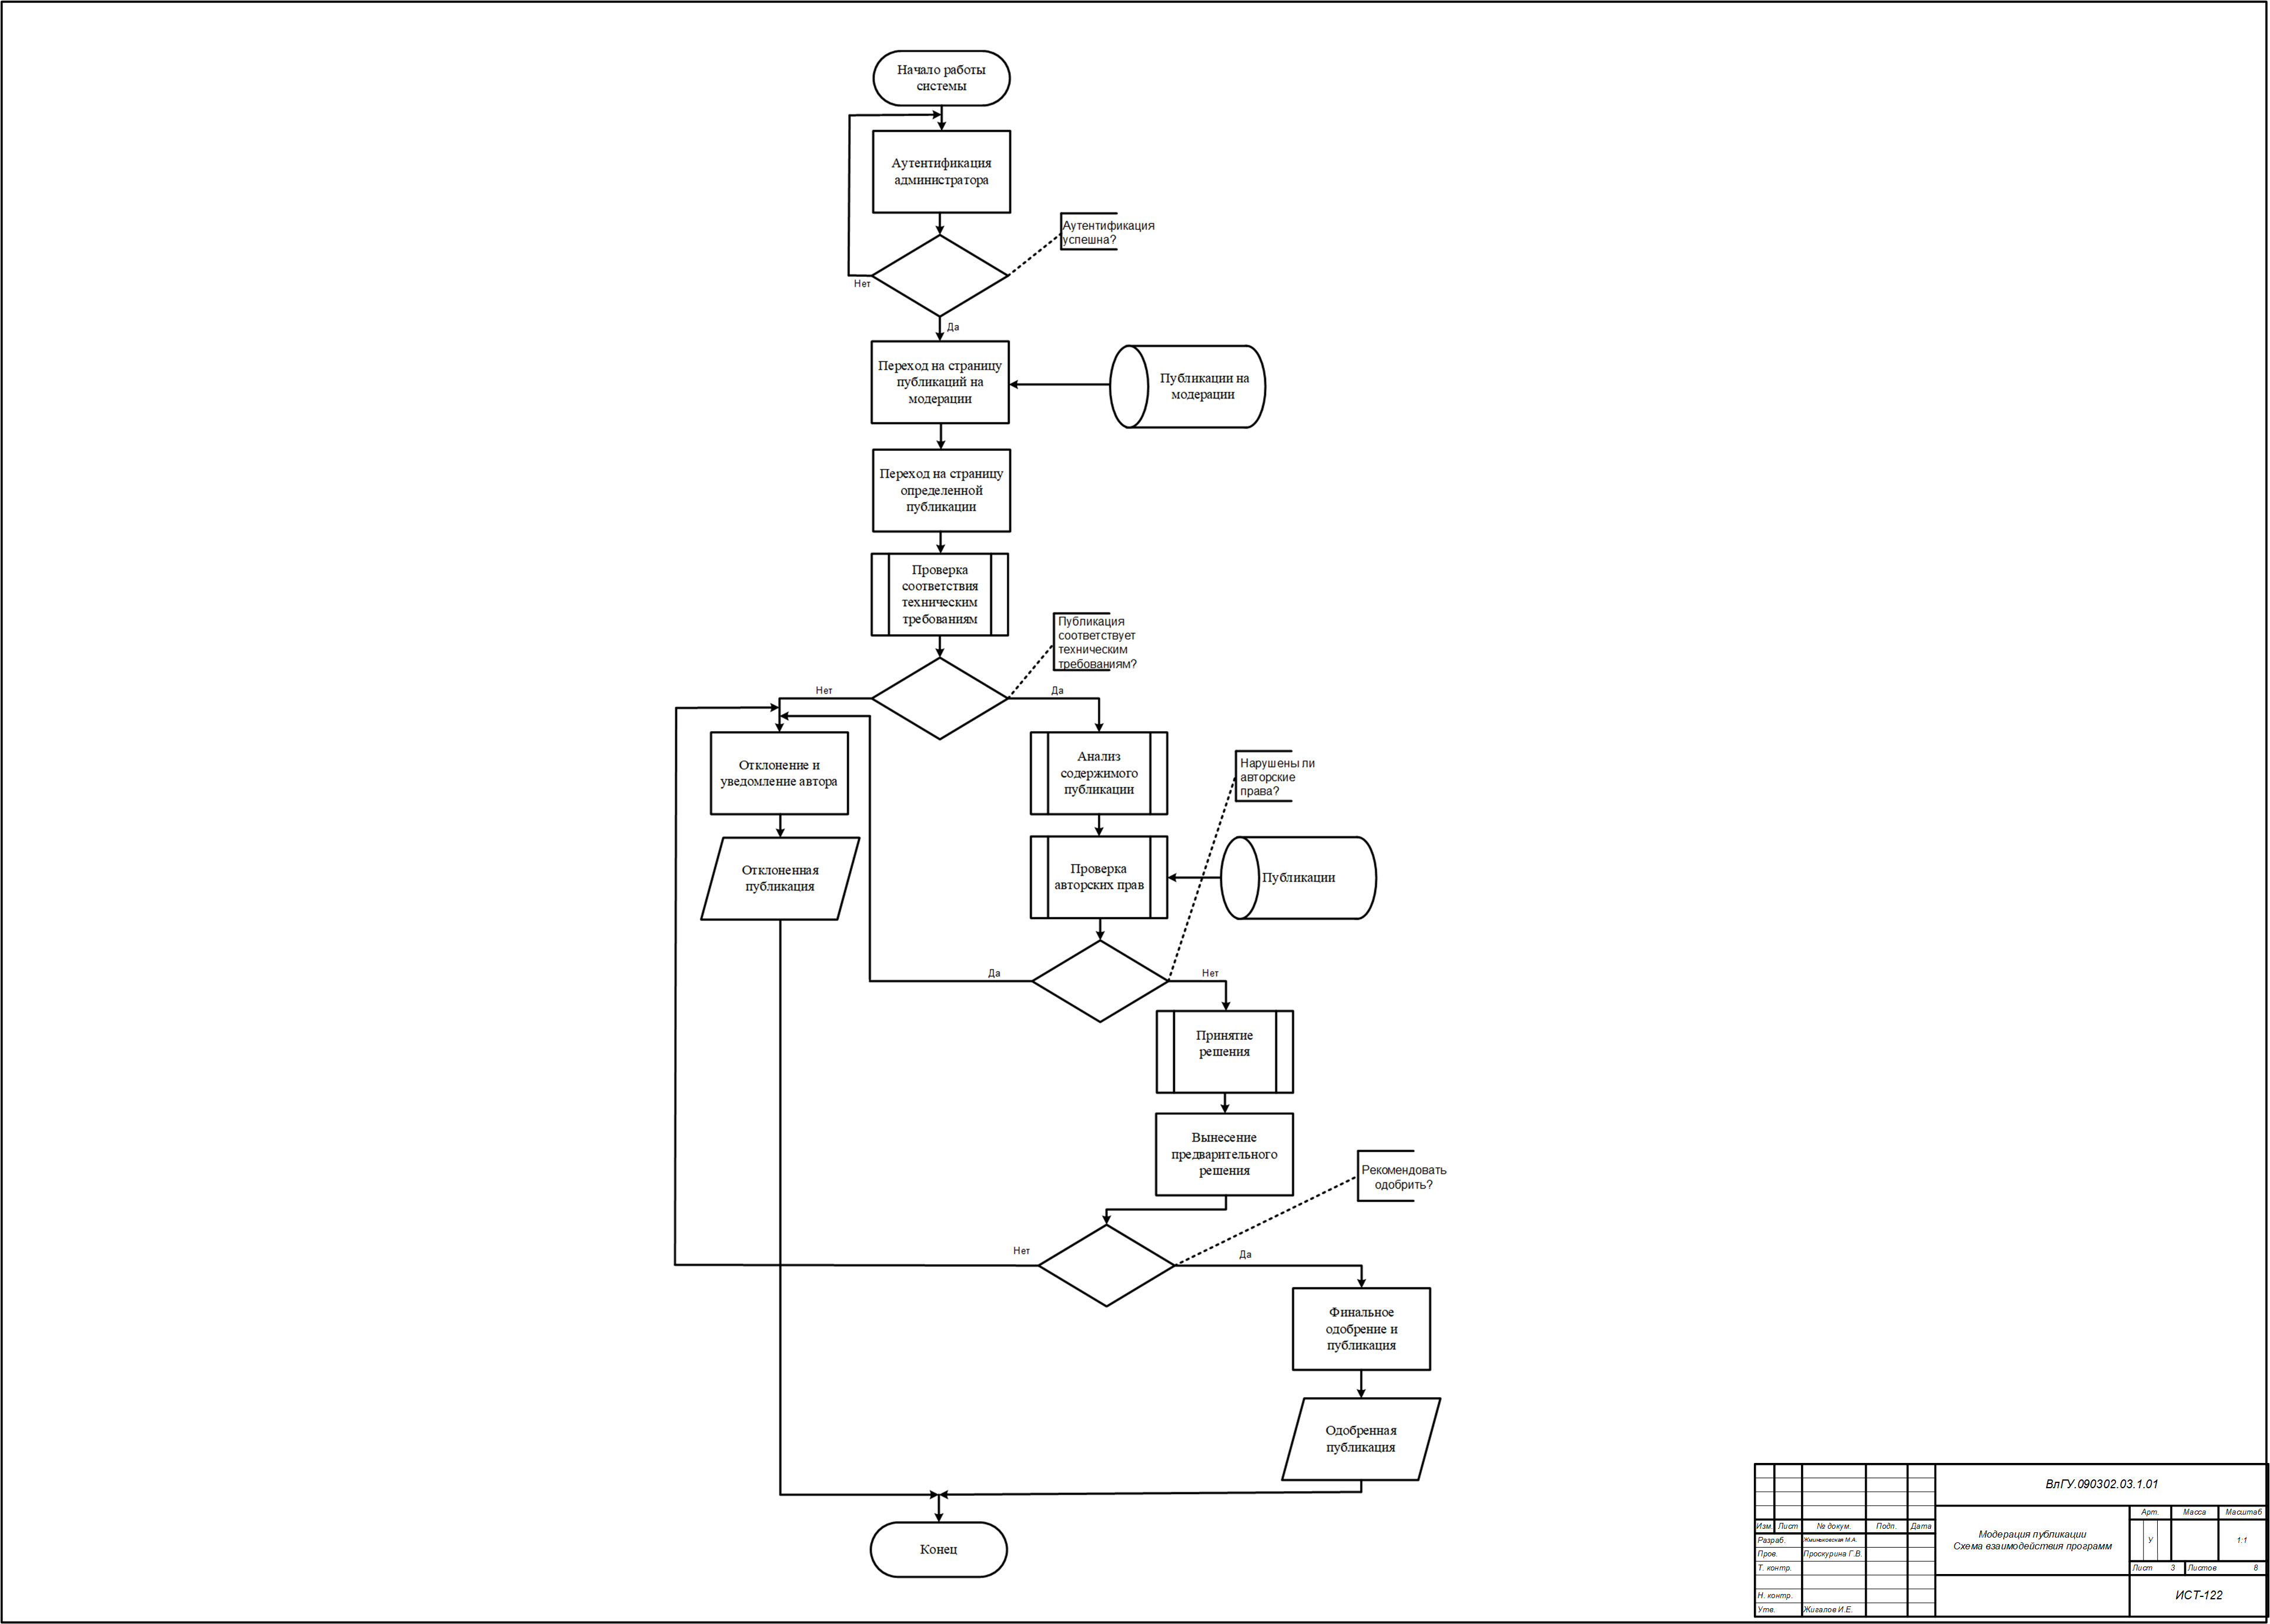 Начало работы
системы
Аутентификация
администратора
Аутентификация
успешна?
Нет
Да
Переход на страницу
публикаций на
модерации
Публикации на
модерации
Переход на страницу
определенной
публикации
Проверка
соответствия
техническим
требованиям
Публикация
соответствует
техническим
требованиям?
Нет
Да
Отклонение и
уведомление автора
Анализ
содержимого
публикации
Нарушены ли
авторские
права?
Отклоненная
публикация
Проверка
авторских прав
Публикации
Да
Нет
Принятие
решения
Вынесение
предварительного
решения
Рекомендовать
одобрить?
Нет
Да
Финальное
одобрение и
публикация
Одобренная
публикация
Конец
ВлГУ.090302.03.1.01
Изм. Лист № докум. Подп. Дата
Разраб.
Пров. Проскурина Г.В.
Т. контр.
Н. контр.
Утв. Жигалов И.Е.
Модерация публикации
Схема взаимодействия программ
Арт. Масса Масштаб
У 1:1
Лист 3 Листов 8
ИСТ-122